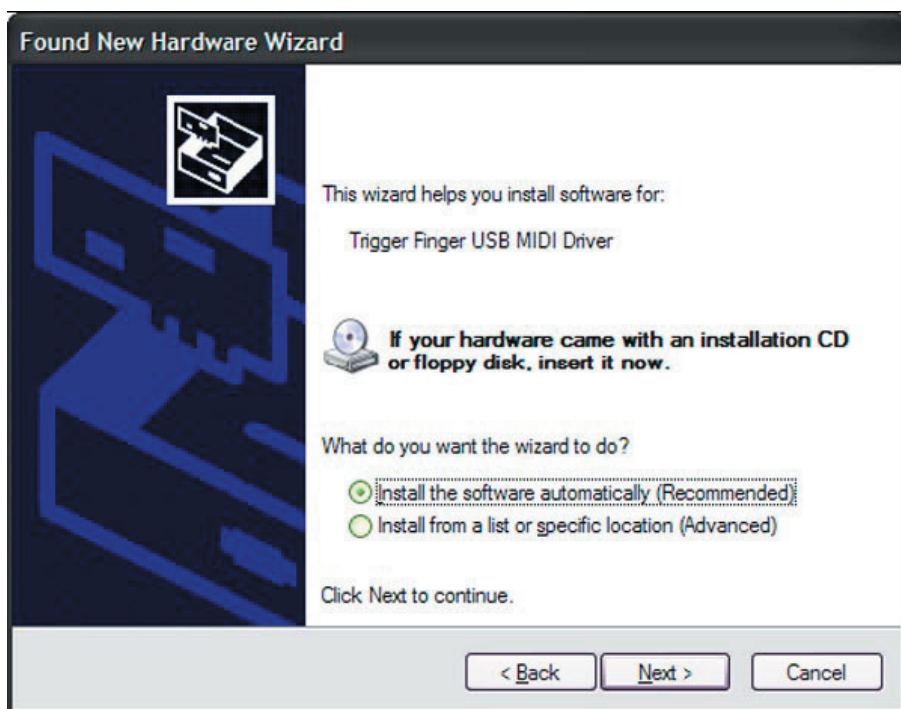 Found New Hardware Wizard
This wizard helps you install software for:
Trigger Finger USB MIDI Driver
If your hardware came with an installation CD
or floppy disk, insert it now.
What do you want the wizard to do?
Install the software automatically (Recommended)
Install from a list or specific location (Advanced)
Click Next to continue.
< Back Next > Cancel